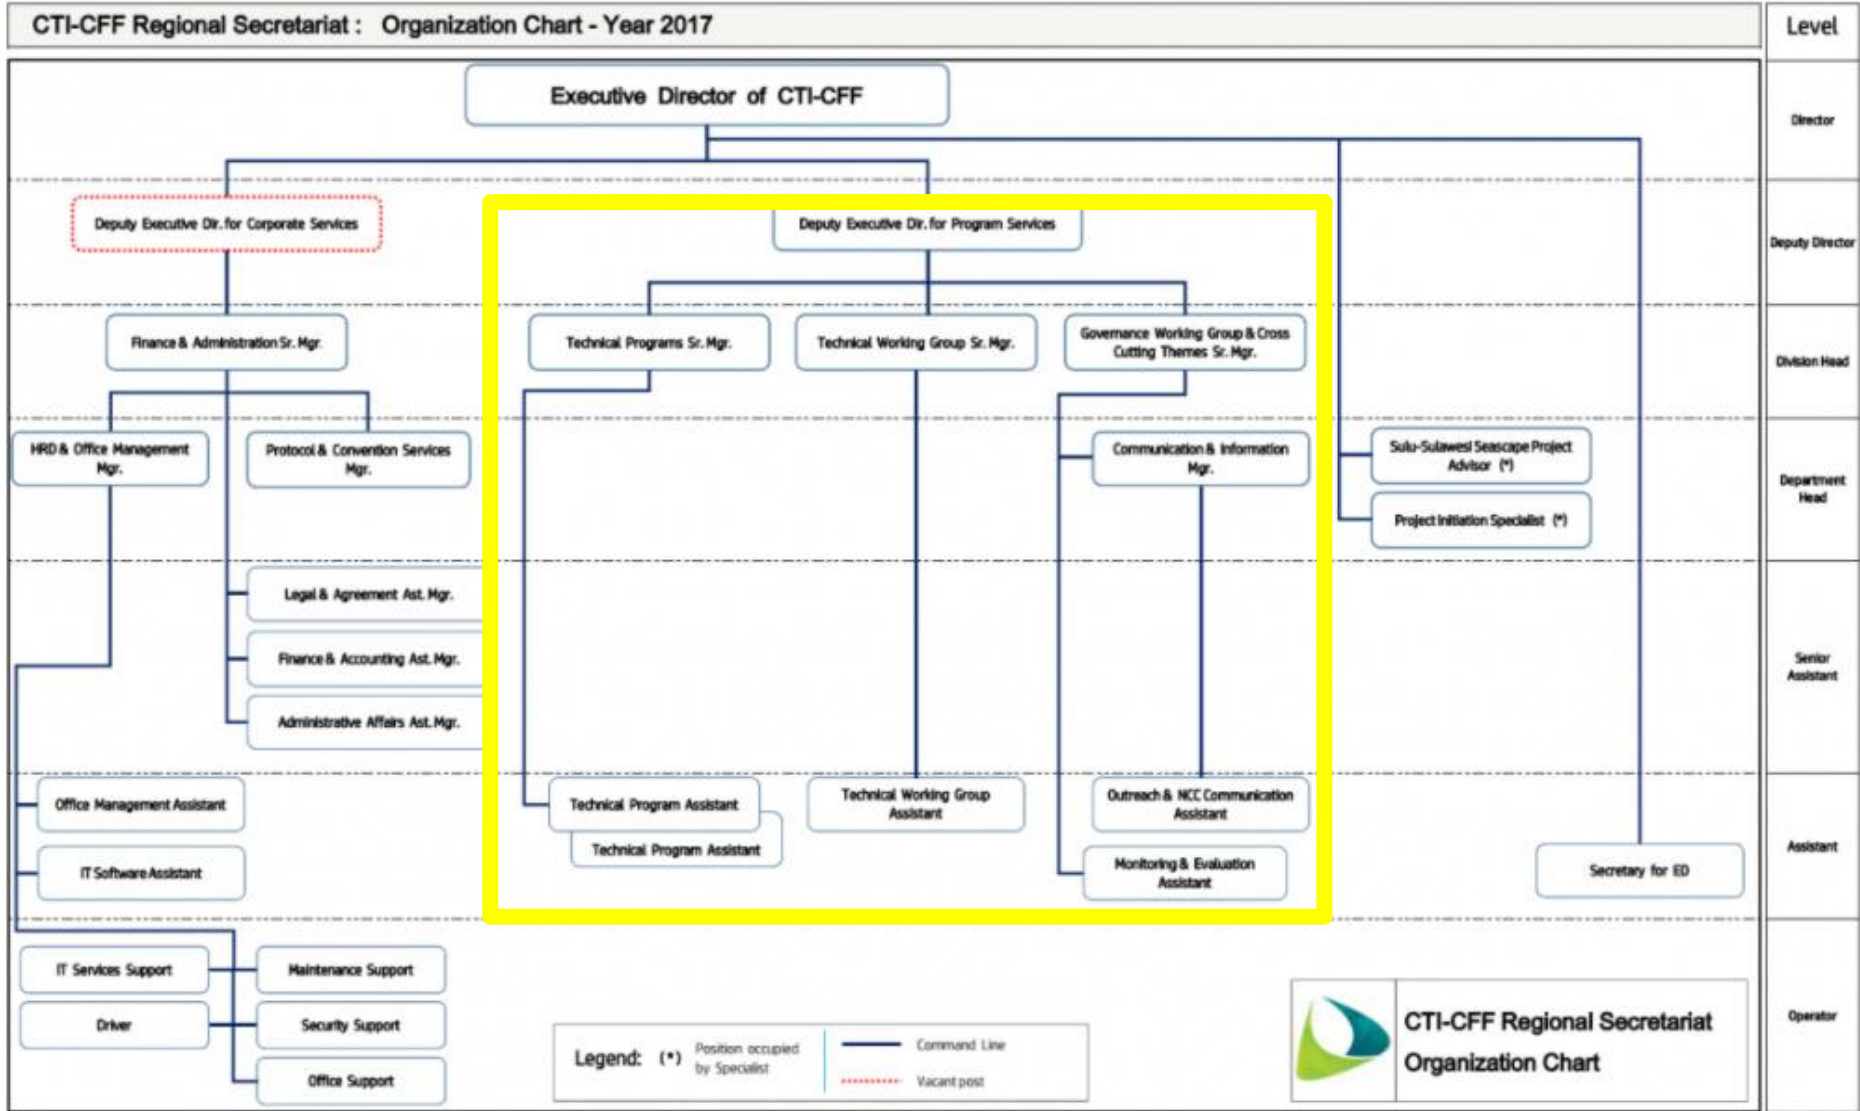 CTI-CFF Regional Secretariat : Organization Chart - Year 2017
Level
Executive Director of CTI-CFF
Director
Deputy Executive Dir. for Corporate Services
Deputy Executive Dir. for Program Services
Deputy Director
Finance & Administration Sr. Mgr.
Technical Programs Sr. Mgr.
Technical Working Group Sr. Mgr.
Governance Working Group & Cross
Cutting Themes Sr. Mgr.
Division Head
HRD & Office Management
Mgr.
Protocol & Convention Services
Mgr.
Communication & Information
Mgr.
Sulu-Sulawesi Seascape Project
Advisor (*)
Project Initiation Specialist (*)
Department
Head
Legal & Agreement Ast. Mgr.
Finance & Accounting Ast. Mgr.
Administrative Affairs Ast. Mgr.
Senior
Assistant
Office Management Assistant
IT Software Assistant
Technical Program Assistant
Technical Program Assistant
Technical Working Group
Assistant
Outreach & NCC Communication
Assistant
Monitoring & Evaluation
Assistant
Secretary for ED
Assistant
IT Services Support
Maintenance Support
Driver
Security Support
Office Support
Legend: (*) Position occupied
by Specialist
Command Line
Vacant post
CTI-CFF Regional Secretariat
Organization Chart
Operator